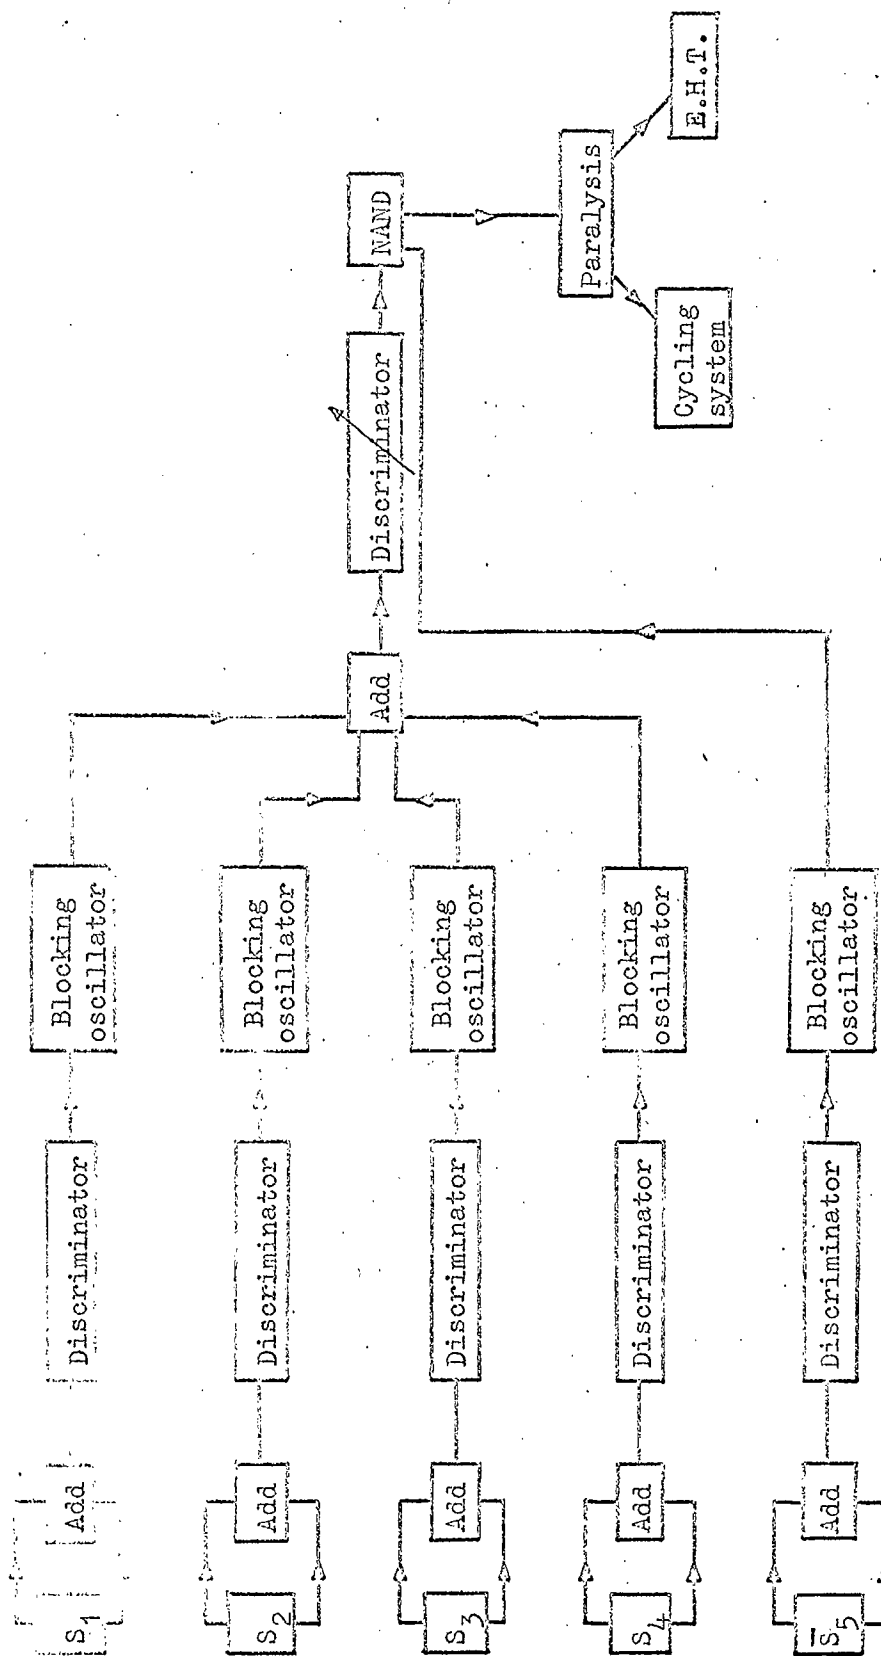 S1
Add
Discriminator
Blocking
oscillator
S2
Add
Discriminator
Blocking
oscillator
S3
Add
Discriminator
Blocking
oscillator
S4
Add
Discriminator
Blocking
oscillator
S̅5
Add
Discriminator
Blocking
oscillator
Add
Discriminator
NAND
Paralysis
Cycling
system
E.H.T.